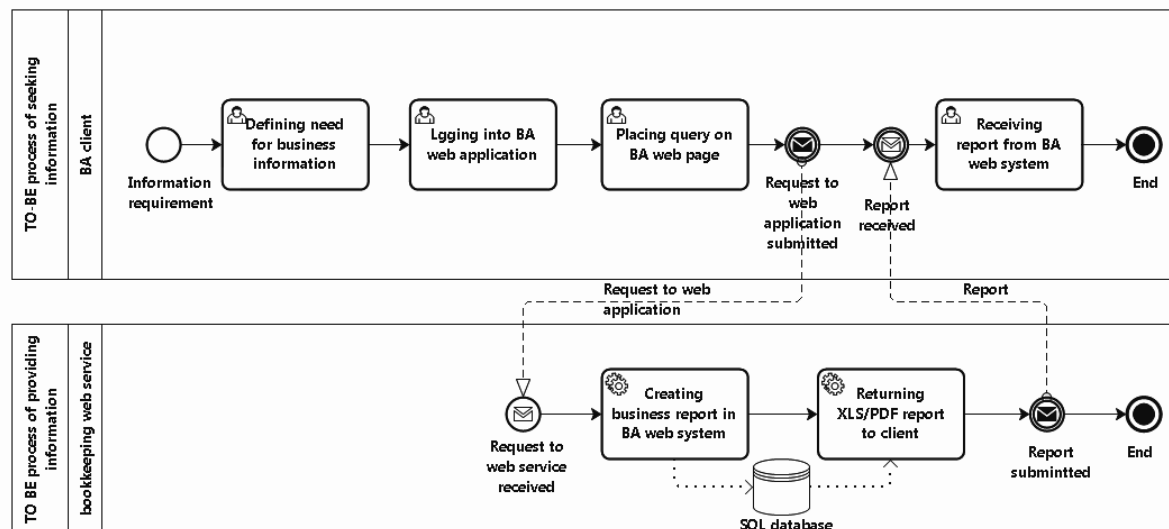 TO-BE process of seeking
information
BA client
Defining need
for business
information
Lgging into BA
web application
Placing query on
BA web page
Receiving
report from BA
web system
Information
requirement
Request to
web
application
submitted
Report
received
End
Request to web
application
Report
TO BE process of providing
information
bookkeeping web service
Creating
business report in
BA web system
Returning
XLS/PDF report
to client
Request to
web service
received
Report
submintted
End
SQL database